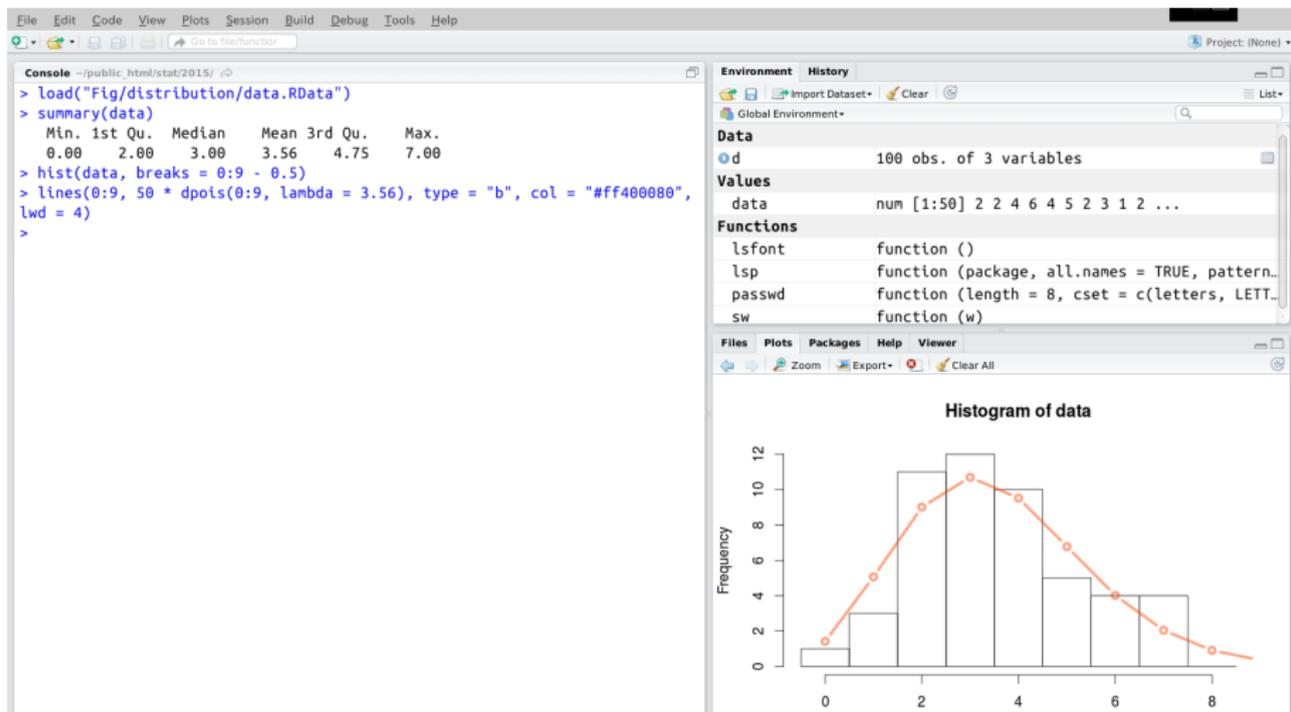 File Edit Code View Plots Session Build Debug Tools Help
Go to file/function
Project: (None)
Console ~/public_html/stat/2015/
> load("Fig/distribution/data.RData")
> summary(data)
Min. 1st Qu. Median Mean 3rd Qu. Max.
0.00 2.00 3.00 3.56 4.75 7.00
> hist(data, breaks = 0:9 - 0.5)
> lines(0:9, 50 * dpois(0:9, lambda = 3.56), type = "b", col = "#ff400080",
lwd = 4)
>
Environment History
Import Dataset Clear List
Global Environment
Data
d 100 obs. of 3 variables
Values
data num [1:50] 2 2 4 6 4 5 2 3 1 2 ...
Functions
lsfont function ()
lsp function (package, all.names = TRUE, pattern…
passwd function (length = 8, cset = c(letters, LETT…
sw function (w)
Files Plots Packages Help Viewer
Zoom Export Clear All
Histogram of data
Frequency
12
10
8
6
4
2
0
0 2 4 6 8